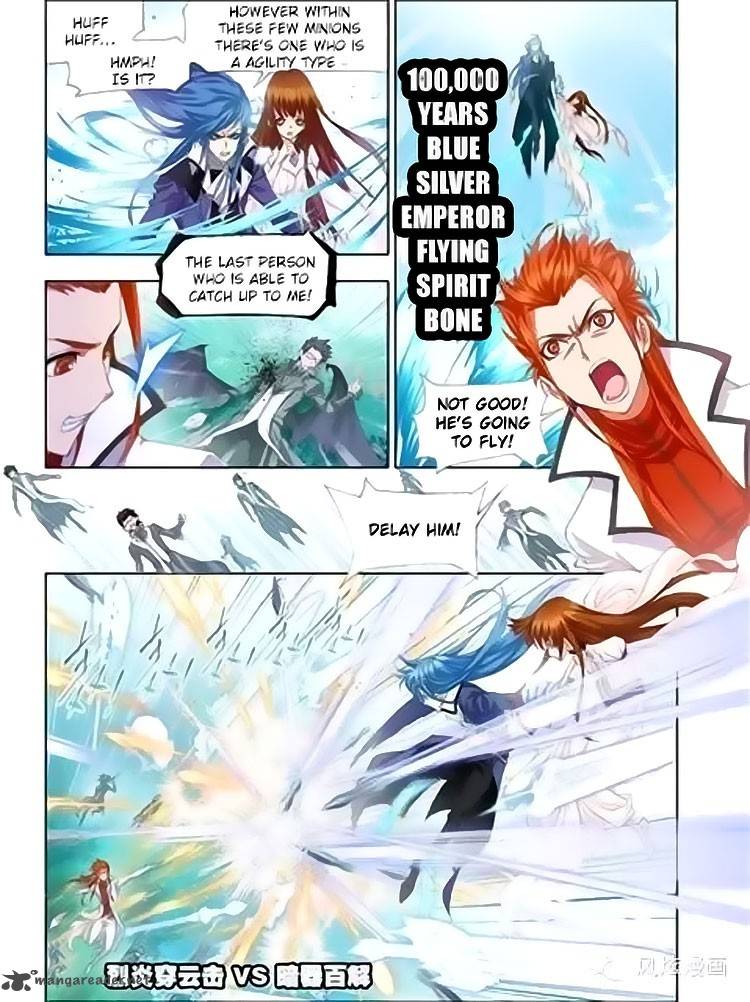 HUFF
HUFF...
HMPH!
IS IT?
HOWEVER WITHIN
THESE FEW MINIONS
THERE'S ONE WHO IS
A AGILITY TYPE
100,000
YEARS
BLUE
SILVER
EMPEROR
FLYING
SPIRIT
BONE
THE LAST PERSON
WHO IS ABLE TO
CATCH UP TO ME!
NOT GOOD!
HE'S GOING
TO FLY!
DELAY HIM!
烈炎穿云击 VS 暗器百解
mangareader.net
风炫漫画